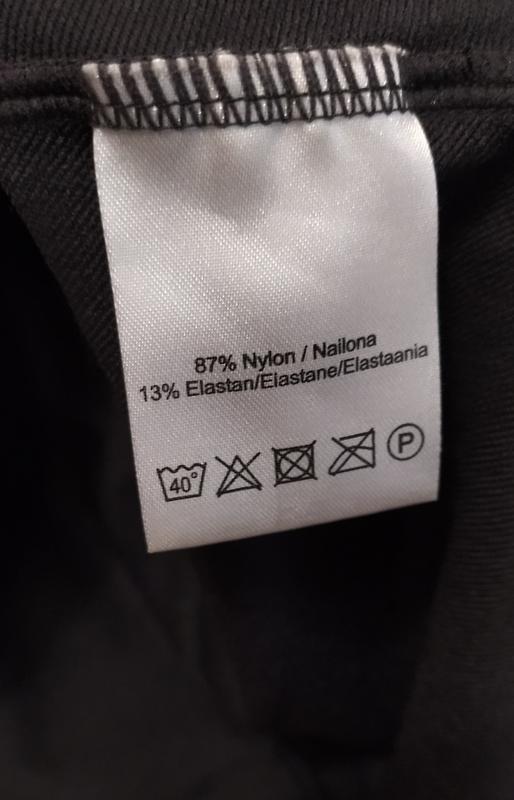 87% Nylon / Nailona
13% Elastan/Elastane/Elastaania
40° P